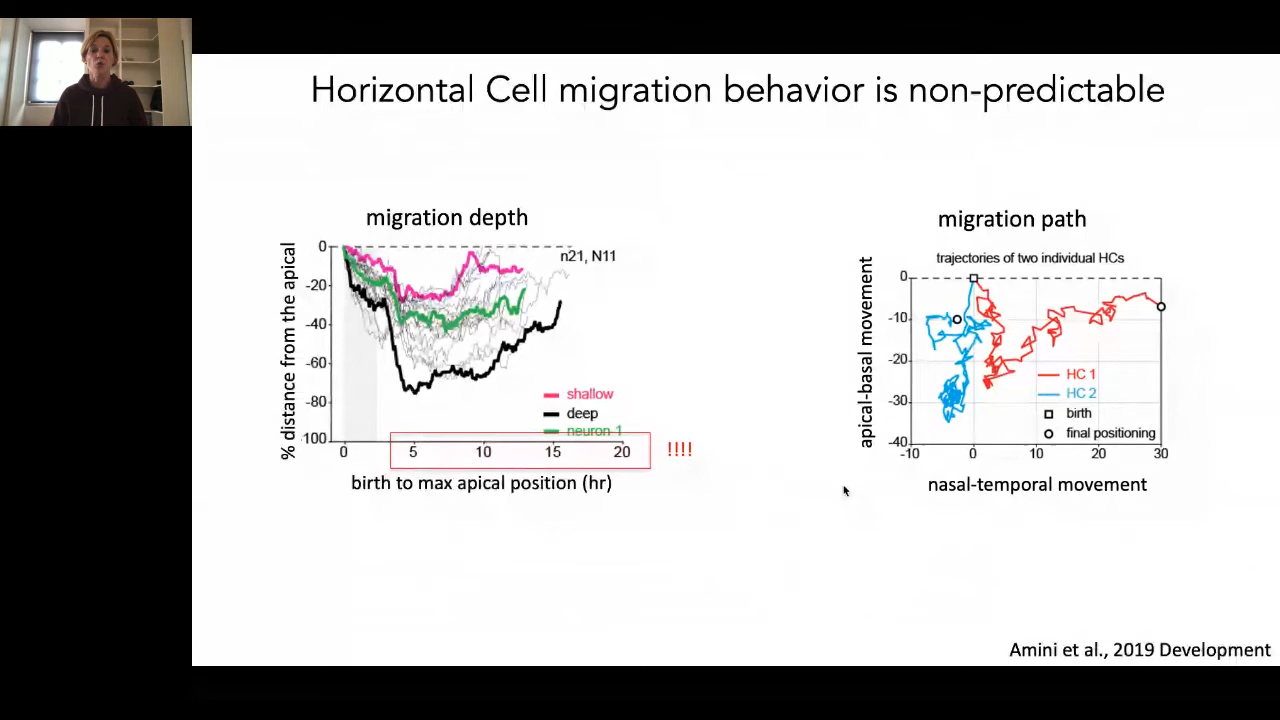 Horizontal Cell migration behavior is non-predictable
migration depth
% distance from the apical
0
-20
-40
-60
-80
100
n21, N11
shallow
deep
neuron 1
0 5 10 15 20
!!!!
birth to max apical position (hr)
migration path
trajectories of two individual HCs
apical-basal movement
0
-10
-20
-30
-40
HC 1
HC 2
birth
final positioning
-10 0 10 20 30
nasal-temporal movement
Amini et al., 2019 Development